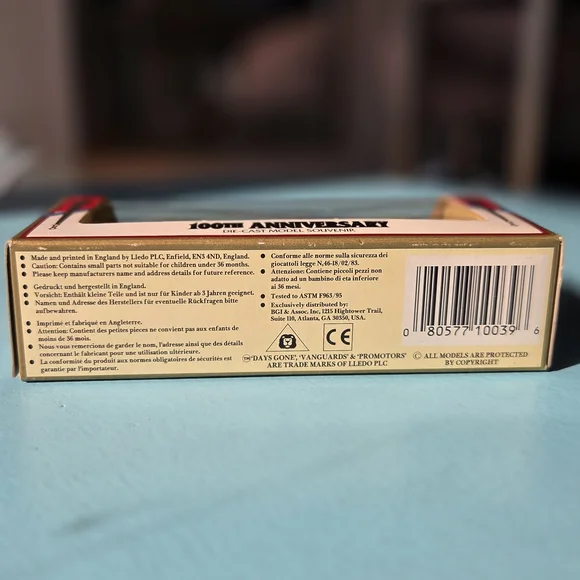 100TH ANNIVERSARY
DIE-CAST MODEL SOUVENIR
● Made and printed in England by Lledo PLC, Enfield, EN3 4ND, England.
● Caution: Contains small parts not suitable for children under 36 months.
● Please keep manufacturers name and address details for future reference.
Gedruckt und hergestellt in England.
● Vorsicht: Enthält kleine Teile und ist nur für Kinder ab 3 Jahren geeignet.
● Namen und Adresse des Herstellers für eventuelle Rückfragen bitte
aufbewahren.
● Imprimé et fabriqué en Angleterre.
● Attention: Contient des petites pieces ne convient pas aux enfants de
moins de 36 mois.
● Nous vous remercions de garder le nom, l'adresse ainsi que des détails
concernant le fabricant pour une utilisation ultérieure.
● La conformité du produit aux normes obligatoires de sécurités est
garantie par l'importateur.
● Conforme alle norme sulla sicurezza dei
giocattoli legge N,46-18/02/83.
● Attenzione: Contiene piccoli pezzi non
adatto ad un bambino di eta inferiore
ai 36 mesi.
● Tested to ASTM F963/95
● Exclusively distributed by:
BGI & Assoc. Inc. 1215 Hightower Trail,
Suite 110, Atlanta, GA 30350, USA.
CE
™'DAYS GONE', 'VANGUARDS' & 'PROMOTORS'
ARE TRADE MARKS OF LLEDO PLC
0 80577 10039 6
© ALL MODELS ARE PROTECTED
BY COPYRIGHT